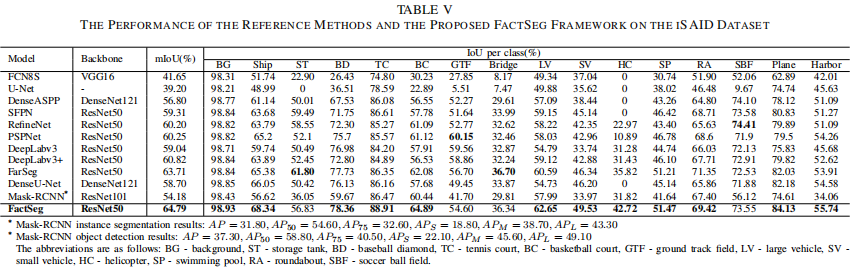 TABLE V
THE PERFORMANCE OF THE REFERENCE METHODS AND THE PROPOSED FACTSEG FRAMEWORK ON THE ISAID DATASET
Model Backbone mIoU(%) IoU per class(%)
BG Ship ST BD TC BC GTF Bridge LV SV HC SP RA SBF Plane Harbor
FCN8S VGG16 41.65 98.31 51.74 22.90 26.43 74.80 30.23 27.85 8.17 49.34 37.04 0 30.74 51.90 52.06 62.89 42.01
U-Net - 39.20 98.21 48.99 0 36.51 78.59 22.89 5.51 7.47 49.88 35.62 0 38.02 46.48 9.67 74.74 45.63
DenseASPP DenseNet121 56.80 98.77 61.14 50.01 67.53 86.08 56.55 52.27 29.61 57.09 38.44 0 43.26 64.80 74.10 78.12 51.09
SFPN ResNet50 59.31 98.84 63.68 59.49 71.75 86.61 57.78 51.64 33.99 59.15 45.14 0 46.42 68.71 73.58 80.83 51.27
RefineNet ResNet50 60.20 98.82 63.79 58.55 72.30 85.27 61.09 52.77 32.62 58.22 42.35 22.97 43.40 65.63 74.41 79.89 51.09
PSPNet ResNet50 60.25 98.82 65.2 52.1 75.7 85.57 61.12 60.15 32.46 58.03 42.96 10.89 46.78 68.6 71.9 79.5 54.26
DeepLabv3 ResNet50 59.04 98.71 59.74 50.49 76.98 84.20 57.91 59.56 32.87 54.79 33.74 31.28 44.74 66.03 72.13 75.83 45.68
DeepLabv3+ ResNet50 60.82 98.84 63.89 52.45 72.80 84.89 56.53 58.86 32.24 59.12 42.88 31.43 46.10 67.71 72.91 79.82 52.62
FarSeg ResNet50 63.71 98.84 65.38 61.80 77.73 86.35 62.08 56.70 36.70 60.59 46.34 35.82 51.21 71.35 72.53 82.03 53.91
DenseU-Net DenseNet121 58.70 98.85 66.05 50.42 76.13 86.16 57.68 49.45 33.87 54.73 46.20 0 45.14 65.86 71.88 82.18 54.58
Mask-RCNN* ResNet101 54.18 98.43 56.62 36.05 59.67 86.47 60.44 41.70 29.81 57.99 33.97 31.82 41.64 67.40 56.12 74.61 34.06
FactSeg ResNet50 64.79 98.93 68.34 56.83 78.36 88.91 64.89 54.60 36.34 62.65 49.53 42.72 51.47 69.42 73.55 84.13 55.74
* Mask-RCNN instance segmentation results: AP = 31.80, AP50 = 54.60, AP75 = 32.60, APS = 18.80, APM = 38.70, APL = 43.30
* Mask-RCNN object detection results: AP = 37.30, AP50 = 58.80, AP75 = 40.50, APS = 22.10, APM = 45.60, APL = 49.10
The abbreviations are as follows: BG - background, ST - storage tank, BD - baseball diamond, TC - tennis court, BC - basketball court, GTF - ground track field, LV - large vehicle, SV -
small vehicle, HC - helicopter, SP - swimming pool, RA - roundabout, SBF - soccer ball field.